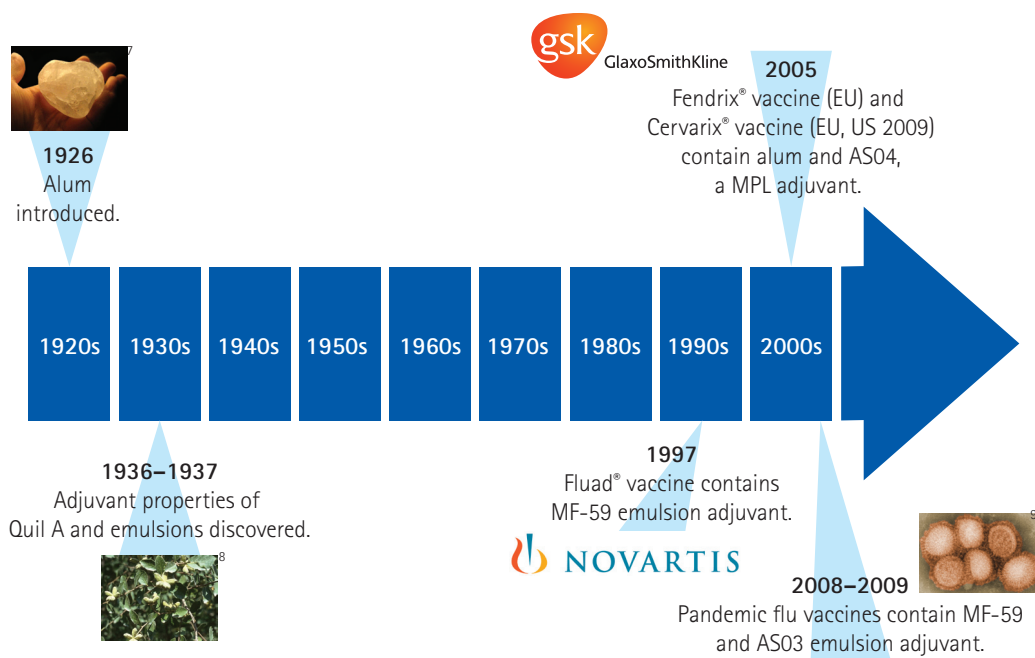 7
1926
Alum
introduced.
gsk
GlaxoSmithKline
2005
Fendrix® vaccine (EU) and
Cervarix® vaccine (EU, US 2009)
contain alum and AS04,
a MPL adjuvant.
1920s
1930s
1940s
1950s
1960s
1970s
1980s
1990s
2000s
1936–1937
Adjuvant properties of
Quil A and emulsions discovered.
8
1997
Fluad® vaccine contains
MF-59 emulsion adjuvant.
NOVARTIS
9
2008–2009
Pandemic flu vaccines contain MF-59
and AS03 emulsion adjuvant.